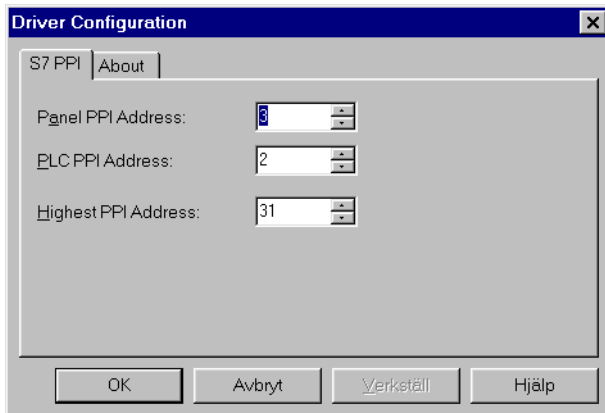 Driver Configuration
S7 PPI About
Panel PPI Address: 3
PLC PPI Address: 2
Highest PPI Address: 31
OK Avbryt Verkställ Hjälp